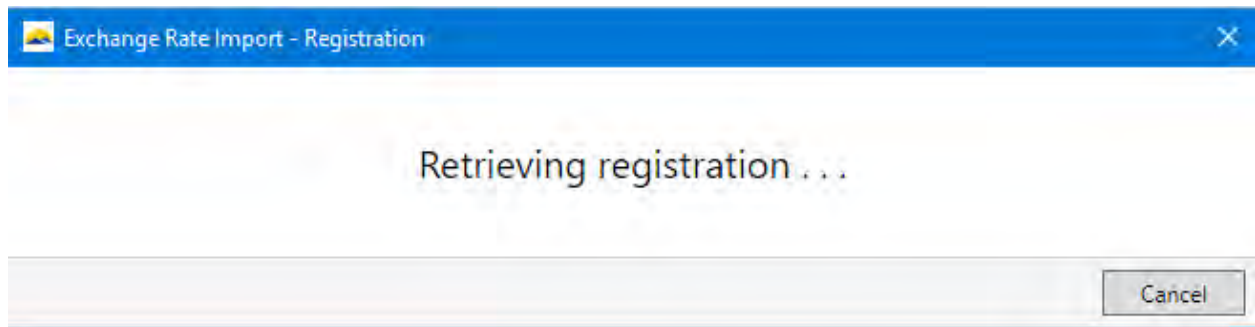 Exchange Rate Import - Registration
Retrieving registration . . .
Cancel